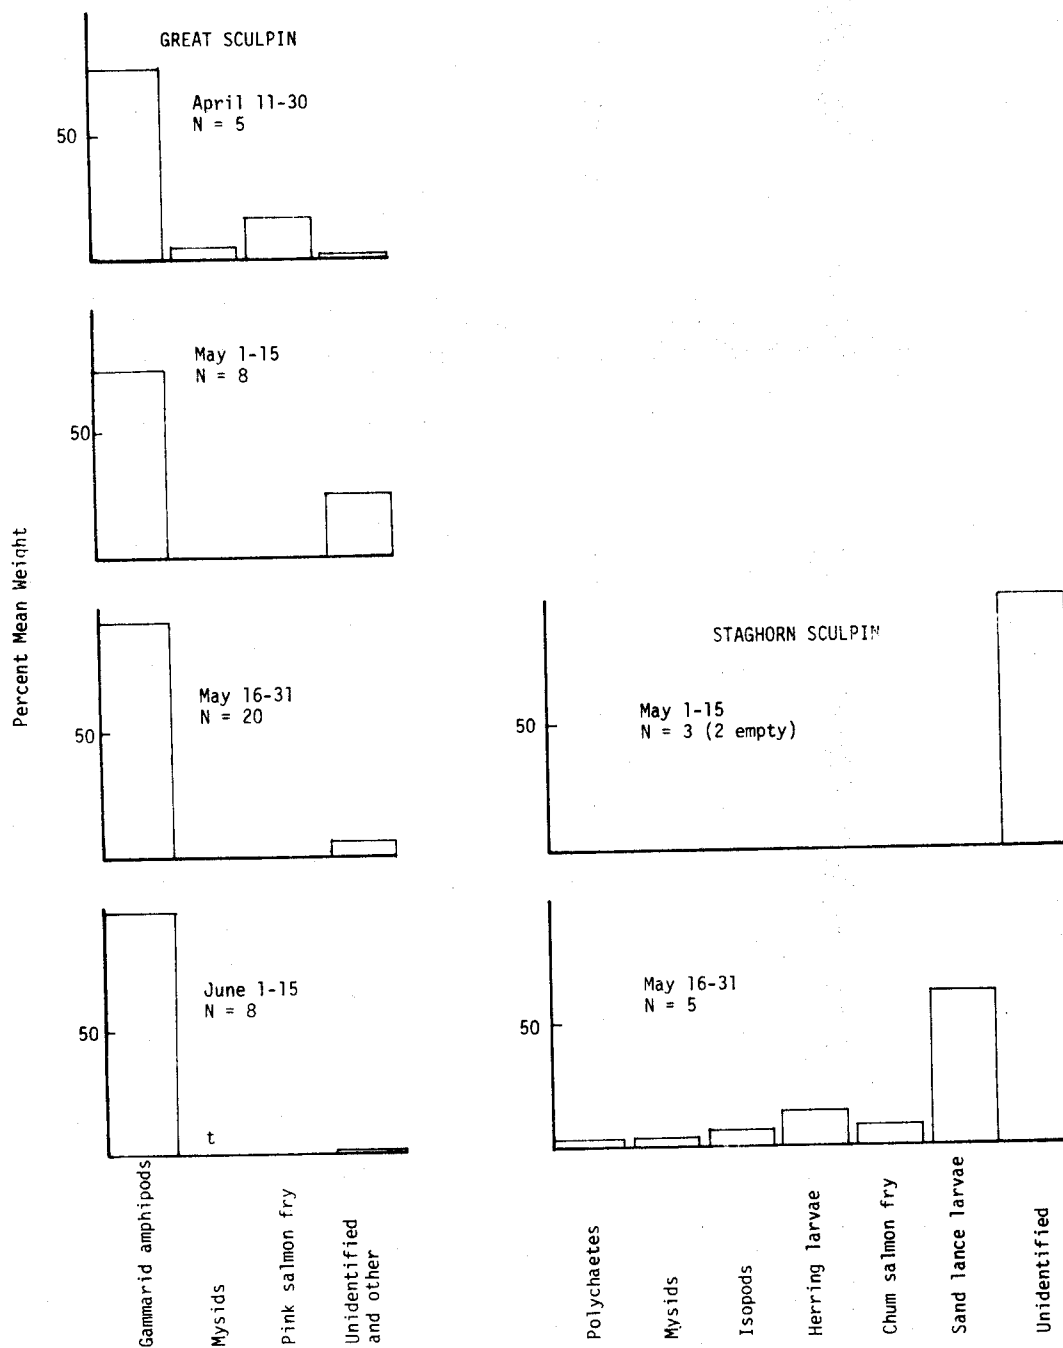 GREAT SCULPIN
April 11-30
N = 5
50
May 1-15
N = 8
50
Percent Mean Weight
May 16-31
N = 20
50
June 1-15
N = 8
50
t
Gammarid amphipods
Mysids
Pink salmon fry
Unidentified
and other
STAGHORN SCULPIN
May 1-15
N = 3 (2 empty)
50
May 16-31
N = 5
50
Polychaetes
Mysids
Isopods
Herring larvae
Chum salmon fry
Sand lance larvae
Unidentified